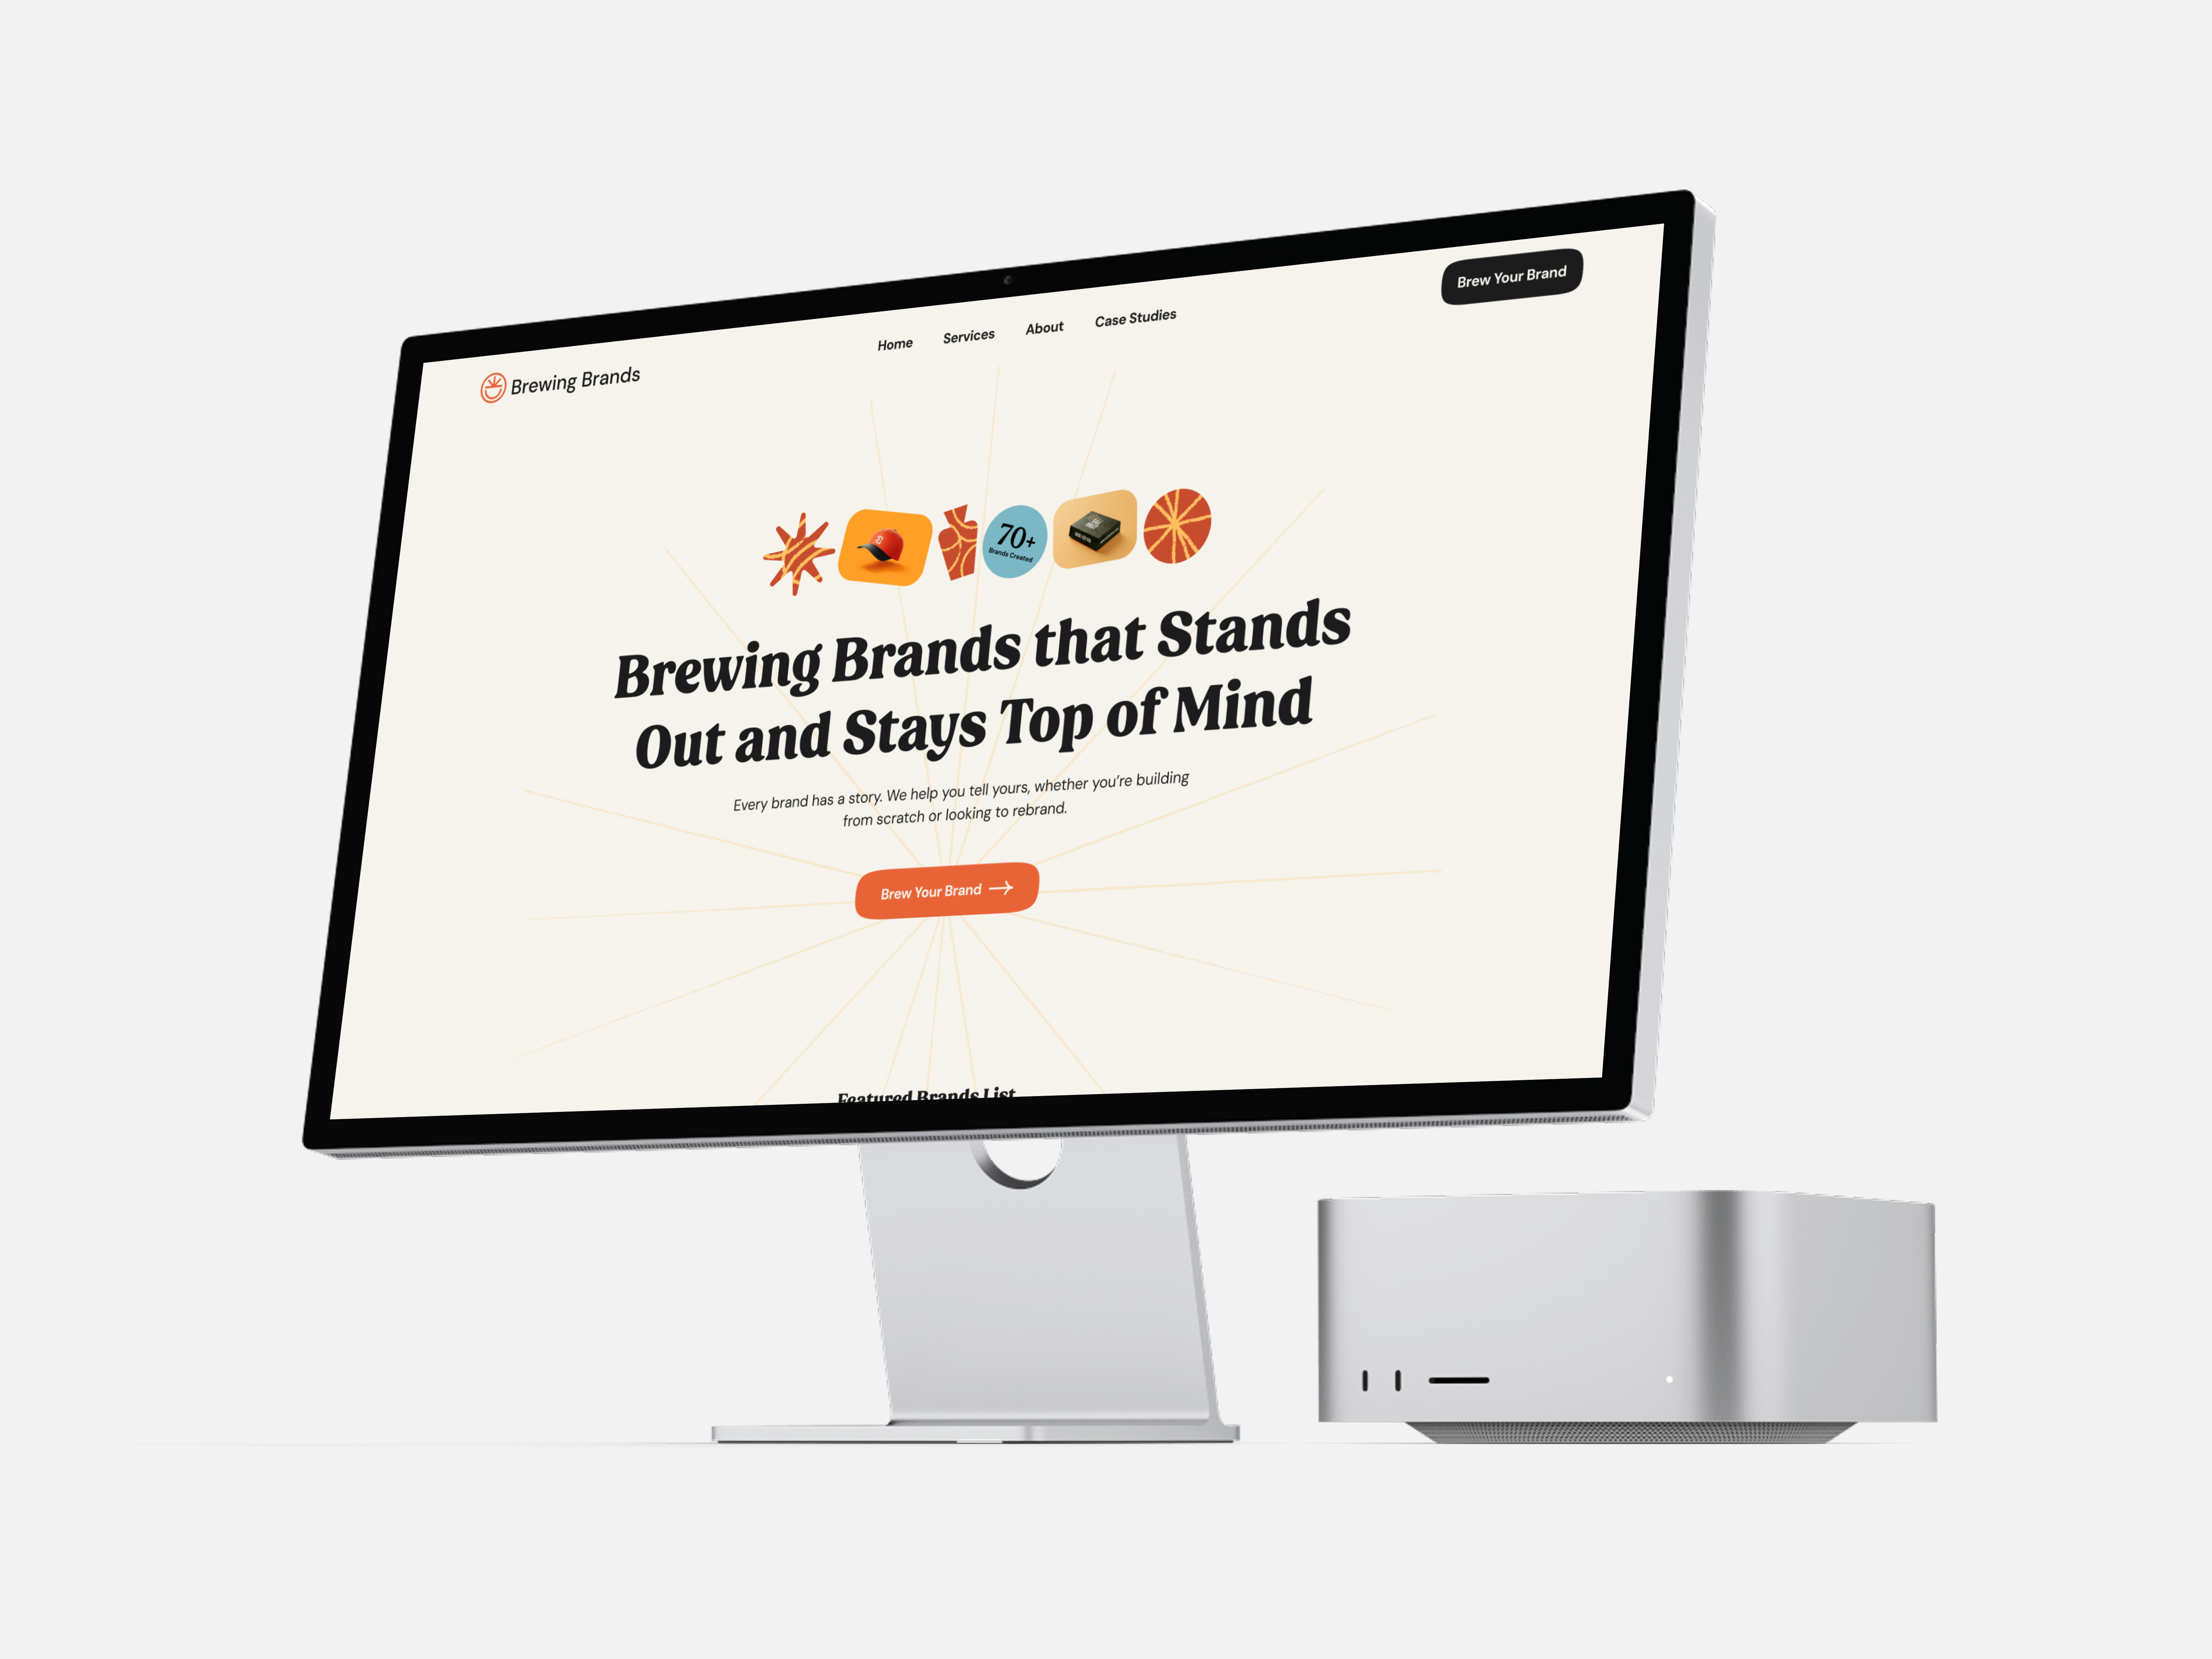 Brew Your Brand
Home Services About Case Studies
Brewing Brands
70+
Brands Created
Brewing Brands that Stands
Out and Stays Top of Mind
Every brand has a story. We help you tell yours, whether you're building
from scratch or looking to rebrand.
Brew Your Brand
Featured Brands List